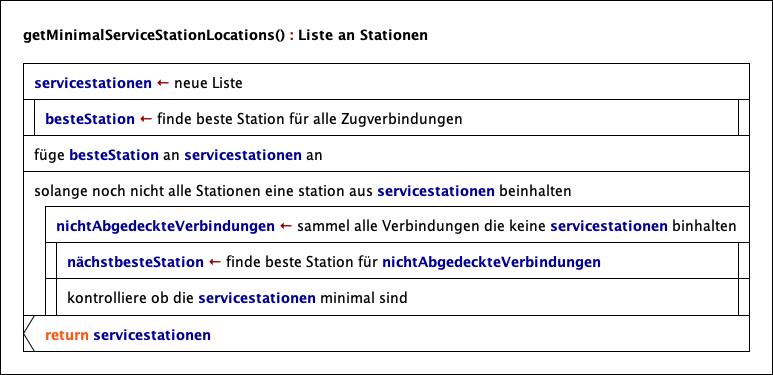 getMinimalServiceStationLocations() : Liste an Stationen
servicestationen ← neue Liste
besteStation ← finde beste Station für alle Zugverbindungen
füge besteStation an servicestationen an
solange noch nicht alle Stationen eine station aus servicestationen beinhalten
nichtAbgedeckteVerbindungen ← sammel alle Verbindungen die keine servicestationen binhalten
nächstbesteStation ← finde beste Station für nichtAbgedeckteVerbindungen
kontrolliere ob die servicestationen minimal sind
return servicestationen